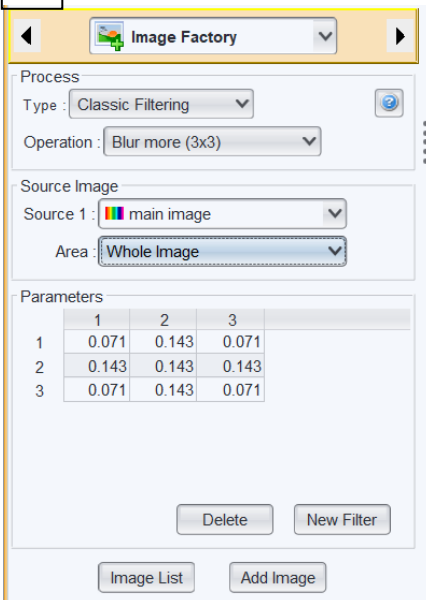 Image Factory
Process
Type : Classic Filtering
Operation : Blur more (3x3)
Source Image
Source 1 : main image
Area : Whole Image
Parameters
1 2 3
1 0.071 0.143 0.071
2 0.143 0.143 0.143
3 0.071 0.143 0.071
Delete New Filter
Image List Add Image